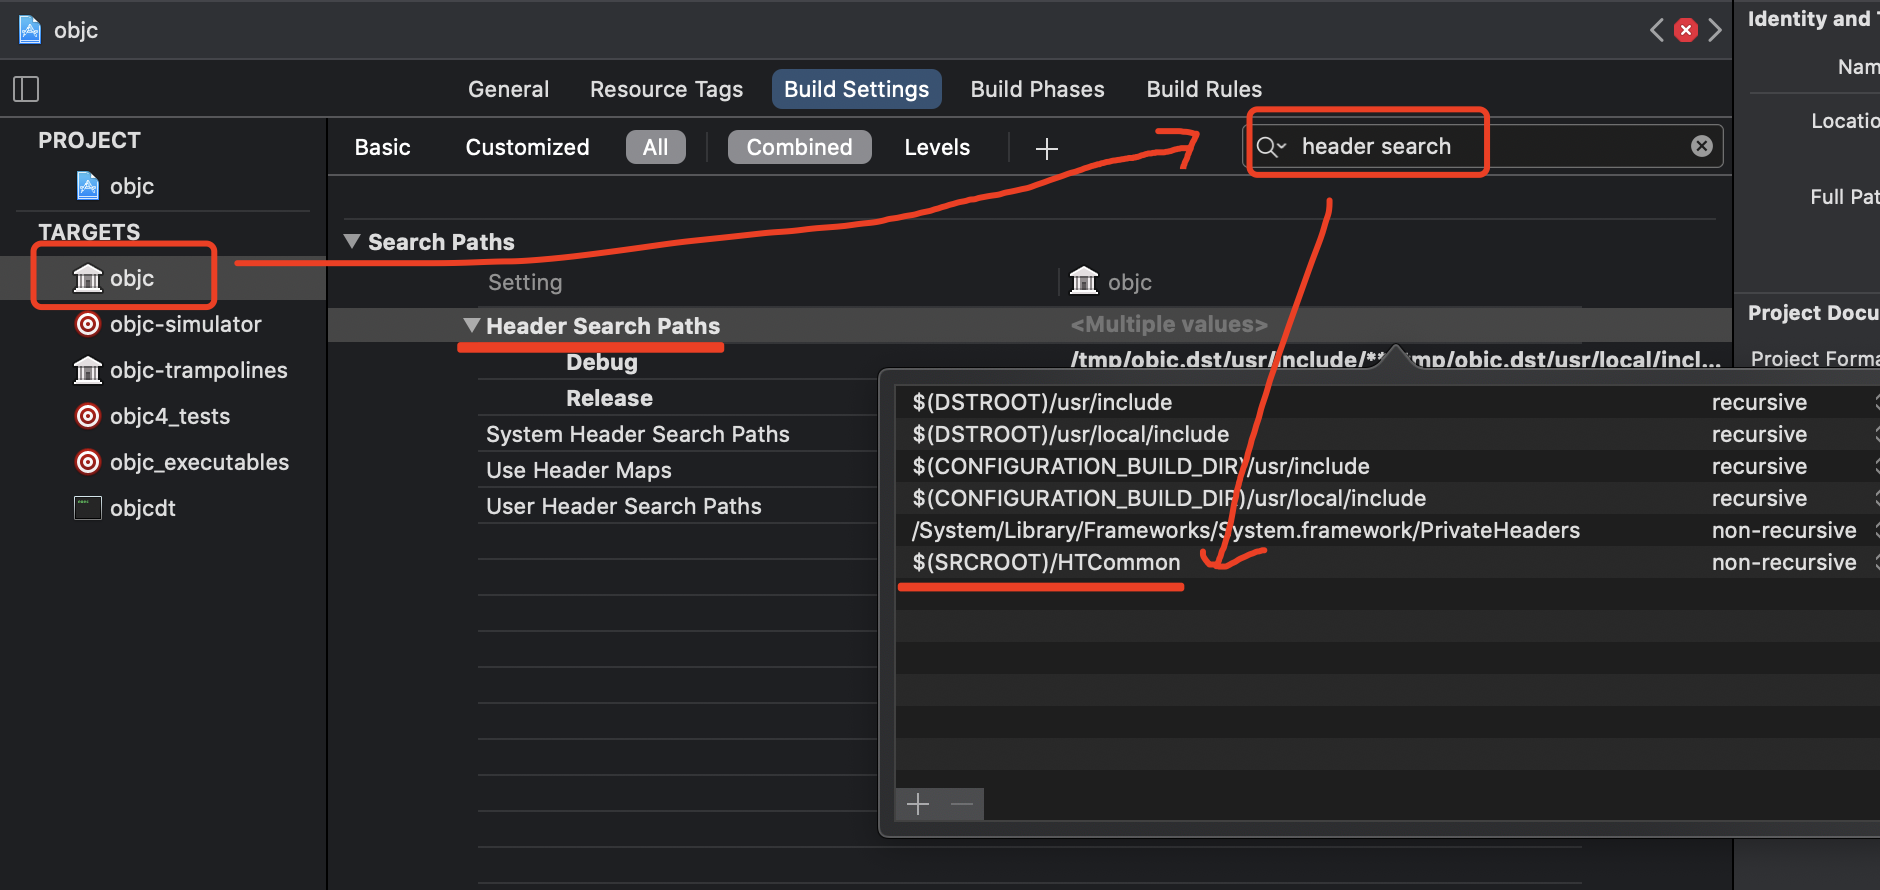 objc
Identity and
Nam
General Resource Tags Build Settings Build Phases Build Rules
PROJECT
Basic Customized All Combined Levels
header search
Locatio
objc
Full Pat
TARGETS
Search Paths
objc
Setting objc
objc-simulator
Header Search Paths <Multiple values>
Project Docu
Debug /tmp/objc.dst/usr/include/**
mp/objc.dst/usr/local/incl...
Project Forma
objc-trampolines
Release
$(DSTROOT)/usr/include recursive
objc4_tests
System Header Search Paths
$(DSTROOT)/usr/local/include recursive
objc_executables
Use Header Maps
$(CONFIGURATION_BUILD_DIR)/usr/include recursive
objcdt
User Header Search Paths
$(CONFIGURATION_BUILD_DIR)/usr/local/include recursive
/System/Library/Frameworks/System.framework/PrivateHeaders non-recursive
$(SRCROOT)/HTCommon non-recursive